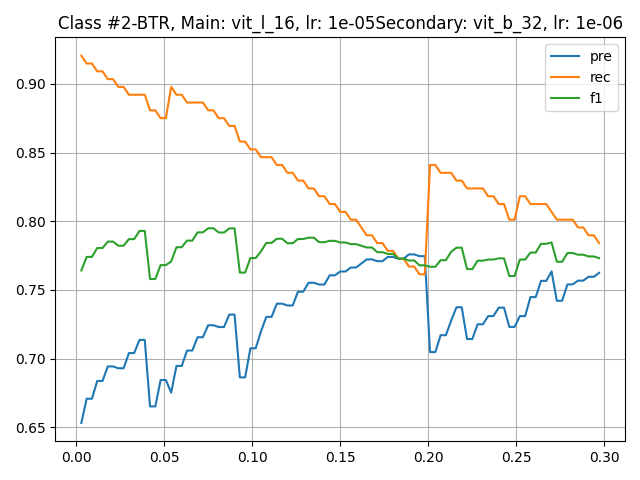 Class #2-BTR, Main: vit_l_16, lr: 1e-05Secondary: vit_b_32, lr: 1e-06
pre
rec
f1
0.90
0.85
0.80
0.75
0.70
0.65
0.00 0.05 0.10 0.15 0.20 0.25 0.30